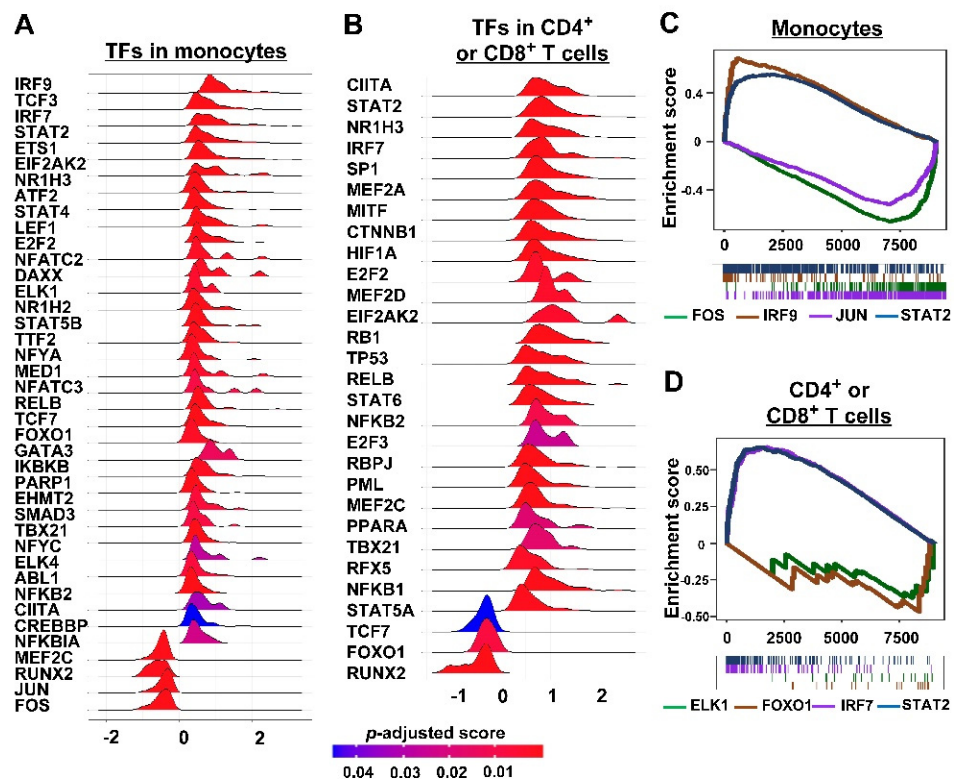 A
TFs in monocytes
IRF9
TCF3
IRF7
STAT2
ETS1
EIF2AK2
NR1H3
ATF2
STAT4
LEF1
E2F2
NFATC2
DAXX
ELK1
NR1H2
STAT5B
TTF2
NFYA
MED1
NFATC3
RELB
TCF7
FOXO1
GATA3
IKBKB
PARP1
EHMT2
SMAD3
TBX21
NFYC
ELK4
ABL1
NFKB2
CIITA
CREBBP
NFKBIA
MEF2C
RUNX2
JUN
FOS
-2 0 2
B
TFs in CD4⁺
or CD8⁺ T cells
CIITA
STAT2
NR1H3
IRF7
SP1
MEF2A
MITF
CTNNB1
HIF1A
E2F2
MEF2D
EIF2AK2
RB1
TP53
RELB
STAT6
NFKB2
E2F3
RBPJ
PML
MEF2C
PPARA
TBX21
RFX5
NFKB1
STAT5A
TCF7
FOXO1
RUNX2
-1 0 1 2
p-adjusted score
0.04 0.03 0.02 0.01
C
Monocytes
Enrichment score
0.4
0
-0.4
0 2500 5000 7500
FOS IRF9 JUN STAT2
D
CD4⁺ or
CD8⁺ T cells
Enrichment score
0.50
0
-0.25
-0.50
0 2500 5000 7500
ELK1 FOXO1 IRF7 STAT2